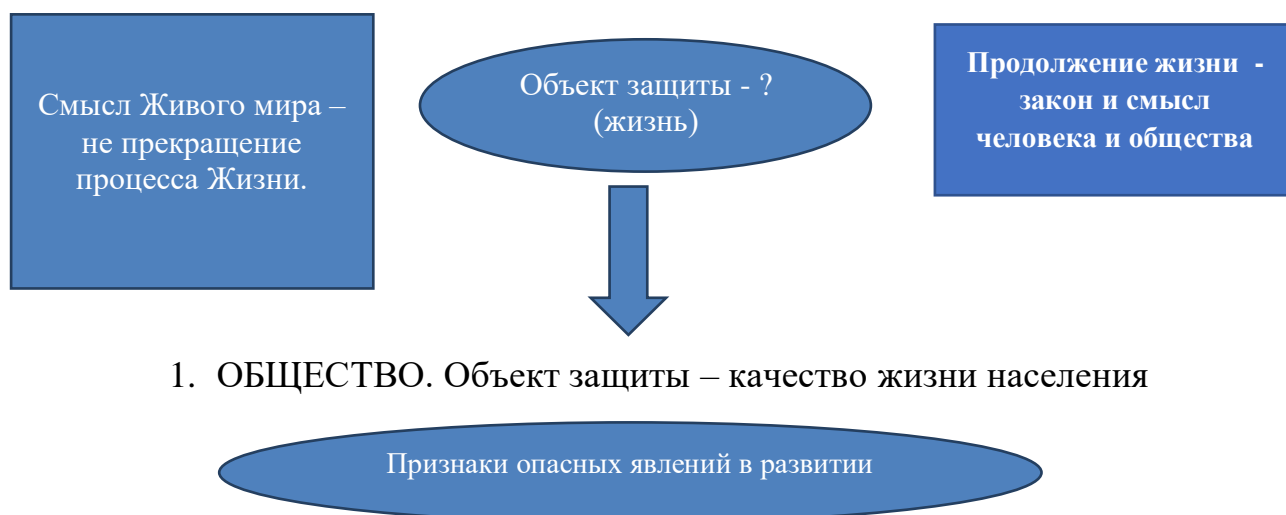 Смысл Живого мира –
не прекращение
процесса Жизни.
Объект защиты - ?
(жизнь)
Продолжение жизни -
закон и смысл
человека и общества
1. ОБЩЕСТВО. Объект защиты – качество жизни населения
Признаки опасных явлений в развитии